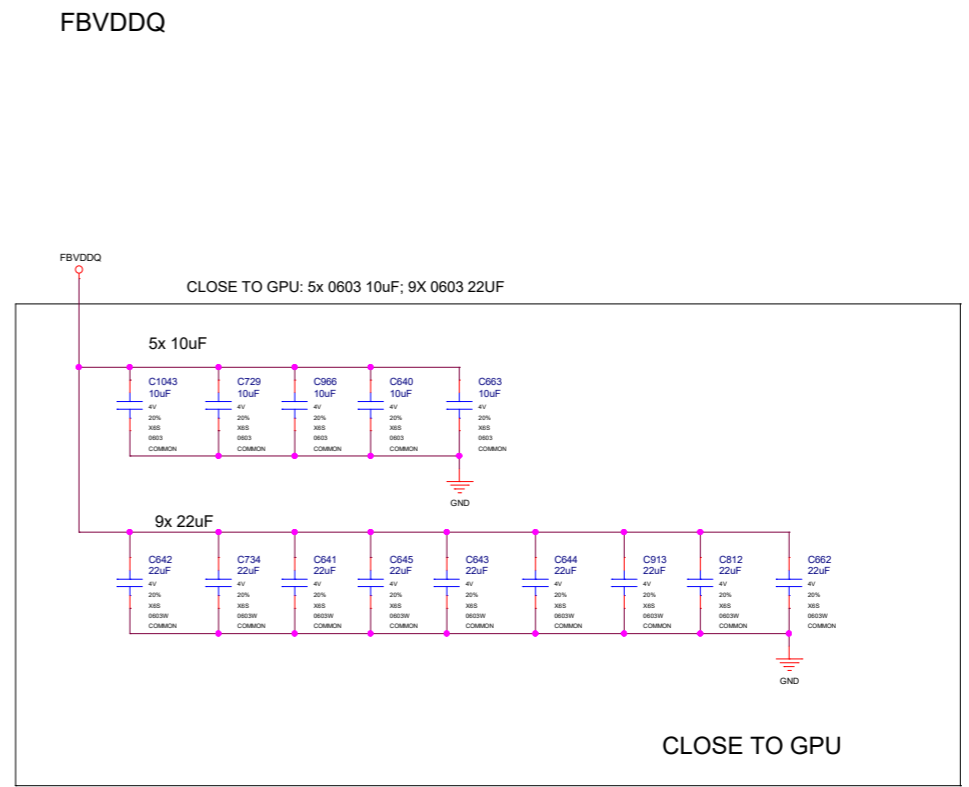 FBVDDQ
FBVDDQ
CLOSE TO GPU: 5x 0603 10uF; 9X 0603 22UF
5x 10uF
C1043 C729 C966 C640 C663
10uF 10uF 10uF 10uF 10uF
4V 4V 4V 4V 4V
20% 20% 20% 20% 20%
X6S X6S X6S X6S X6S
0603 0603 0603 0603 0603
COMMON COMMON COMMON COMMON COMMON
GND
9x 22uF
C642 C734 C641 C645 C643 C644 C913 C812 C662
22uF 22uF 22uF 22uF 22uF 22uF 22uF 22uF 22uF
4V 4V 4V 4V 4V 4V 4V 4V 4V
20% 20% 20% 20% 20% 20% 20% 20% 20%
X6S X6S X6S X6S X6S X6S X6S X6S X6S
0603W 0603W 0603W 0603W 0603W 0603W 0603W 0603W 0603W
COMMON COMMON COMMON COMMON COMMON COMMON COMMON COMMON COMMON
GND
CLOSE TO GPU